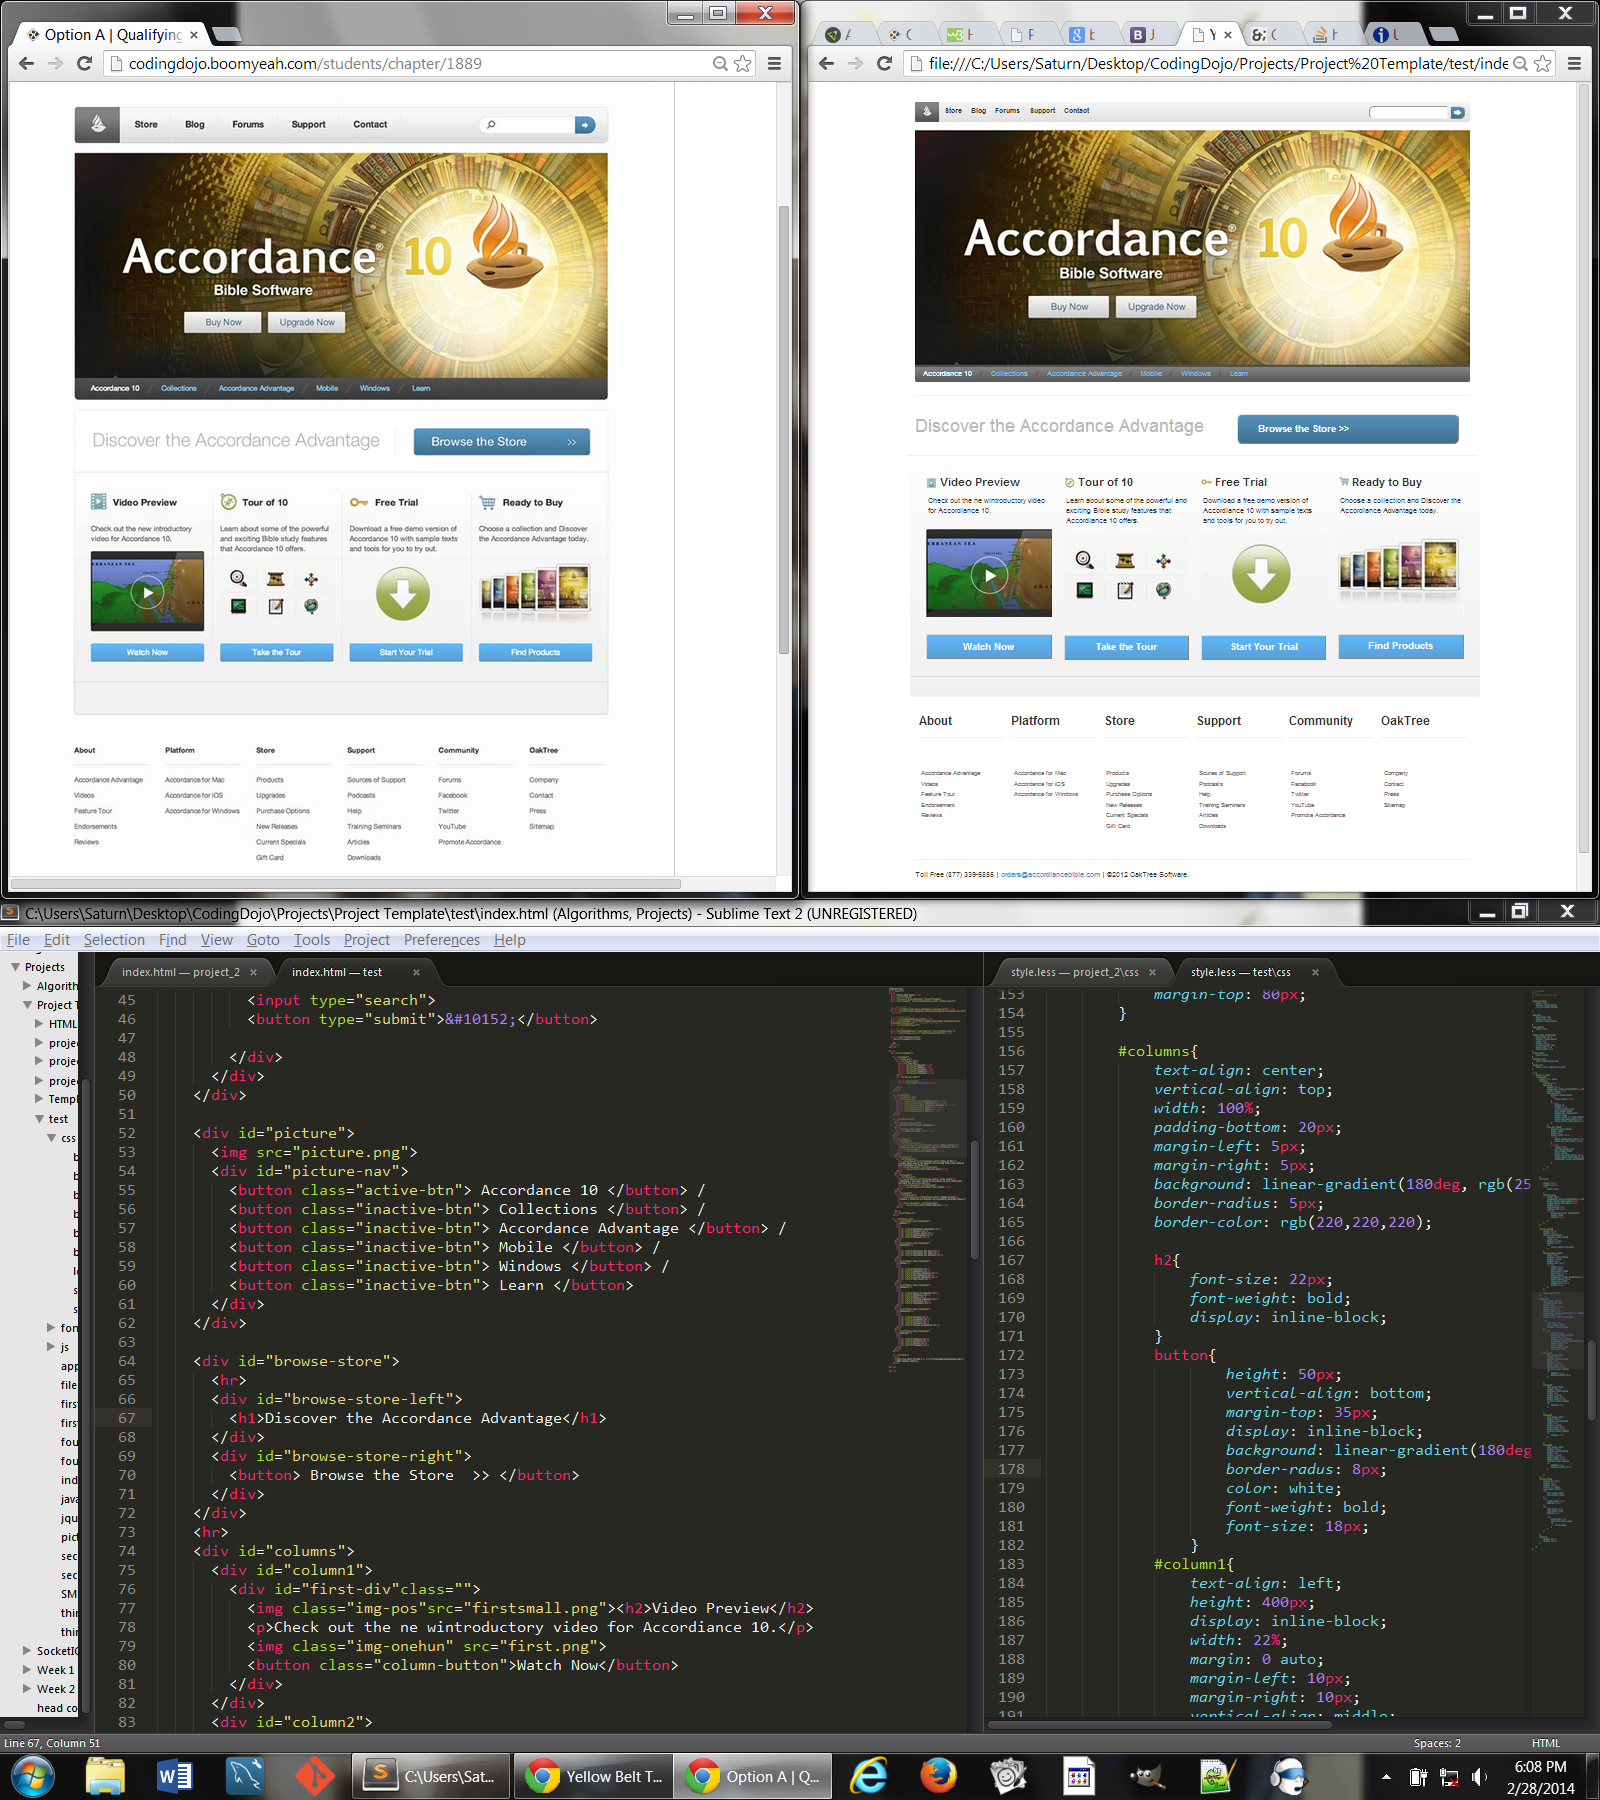 Option A | Qualifying
codingdojo.boomyeah.com/students/chapter/1889
Store Blog Forums Support Contact
Accordance® 10
Bible Software
Buy Now Upgrade Now
Accordance 10 / Collections / Accordance Advantage / Mobile / Windows / Learn
Discover the Accordance Advantage
Browse the Store >>
Video Preview Tour of 10 Free Trial Ready to Buy
Check out the new introductory Learn about some of the powerful Download a free demo version of Choose a collection and Discover
video for Accordance 10. and exciting Bible study features Accordance 10 with sample texts the Accordance Advantage today.
that Accordance 10 offers. and tools for you to try out.
Watch Now Take the Tour Start Your Trial Find Products
About Platform Store Support Community OakTree
Accordance Advantage Accordance for Mac Products Sources of Support Forums Company
Videos Accordance for iOS Upgrades Podcasts Facebook Contact
Feature Tour Accordance for Windows Purchase Options Help Twitter Press
Endorsements New Releases Training Seminars YouTube Sitemap
Reviews Current Specials Articles Promote Accordance
Gift Card Downloads
file:///C:/Users/Saturn/Desktop/CodingDojo/Projects/Project%20Template/test/inde
Store Blog Forums Support Contact
Accordance® 10
Bible Software
Buy Now Upgrade Now
Accordance 10 / Collections / Accordance Advantage / Mobile / Windows / Learn
Discover the Accordance Advantage
Browse the Store >>
Video Preview Tour of 10 Free Trial Ready to Buy
Check out the ne wintroductory video Learn about some of the powerful and Download a free demo version of Choose a collection and Discover the
for Accordiance 10. exciting Bible study features that Accordance 10 with sample texts Accordance Advantage today.
Accordance 10 offers. and tools for you to try out.
ERRANEAN SEA
Watch Now Take the Tour Start Your Trial Find Products
About Platform Store Support Community OakTree
Accordance Advantage Accordance for Mac Products Soures of Support Forums Company
Videos Accordance for iOS Upgrades Podcasts Facebook Contact
Feature Tour Accordance for Windows Purchase Options Help Twitter Press
Endorsement New Releases Training Seminars YouTube Sitemap
Reviews Current Specials Articles Promote Accordance
Gift Card Downloads
Toll Free (877) 339-5855 | orders@accordiancebible.com | ©2012 OakTree Software.
C:\Users\Saturn\Desktop\CodingDojo\Projects\Project Template\test\index.html (Algorithms, Projects) - Sublime Text 2 (UNREGISTERED)
File Edit Selection Find View Goto Tools Project Preferences Help
Projects
Algorith
Project T
HTML
projec
projec
projec
Templ
test
css
fon
js
app
file
firs
firs
fou
fou
ind
java
jqu
pict
sec
sec
SM
thir
thir
SocketIO
Week 1
Week 2
head co
index.html — project_2 index.html — test
45 <input type="search">
46 <button type="submit">&#10152;</button>
47
48 </div>
49 </div>
50 </div>
51
52 <div id="picture">
53 <img src="picture.png">
54 <div id="picture-nav">
55 <button class="active-btn"> Accordance 10 </button> /
56 <button class="inactive-btn"> Collections </button> /
57 <button class="inactive-btn"> Accordance Advantage </button> /
58 <button class="inactive-btn"> Mobile </button> /
59 <button class="inactive-btn"> Windows </button> /
60 <button class="inactive-btn"> Learn </button>
61 </div>
62 </div>
63
64 <div id="browse-store">
65 <hr>
66 <div id="browse-store-left">
67 <h1>Discover the Accordance Advantage</h1>
68 </div>
69 <div id="browse-store-right">
70 <button> Browse the Store >> </button>
71 </div>
72 </div>
73 <hr>
74 <div id="columns">
75 <div id="column1">
76 <div id="first-div"class="">
77 <img class="img-pos"src="firstsmall.png"><h2>Video Preview</h2>
78 <p>Check out the ne wintroductory video for Accordiance 10.</p>
79 <img class="img-onehun" src="first.png">
80 <button class="column-button">Watch Now</button>
81 </div>
82 </div>
83 <div id="column2">
style.less — project_2\css style.less — test\css
153 margin-top: 80px;
154 }
155
156 #columns{
157 text-align: center;
158 vertical-align: top;
159 width: 100%;
160 padding-bottom: 20px;
161 margin-left: 5px;
162 margin-right: 5px;
163 background: linear-gradient(180deg, rgb(25
164 border-radius: 5px;
165 border-color: rgb(220,220,220);
166
167 h2{
168 font-size: 22px;
169 font-weight: bold;
170 display: inline-block;
171 }
172 button{
173 height: 50px;
174 vertical-align: bottom;
175 margin-top: 35px;
176 display: inline-block;
177 background: linear-gradient(180deg
178 border-radus: 8px;
179 color: white;
180 font-weight: bold;
181 font-size: 18px;
182 }
183 #column1{
184 text-align: left;
185 height: 400px;
186 display: inline-block;
187 width: 22%;
188 margin: 0 auto;
189 margin-left: 10px;
190 margin-right: 10px;
191 vertical-align: middle;
Line 67, Column 51 Spaces: 2 HTML
C:\Users\Sat... Yellow Belt T... Option A | Q...
6:08 PM
2/28/2014